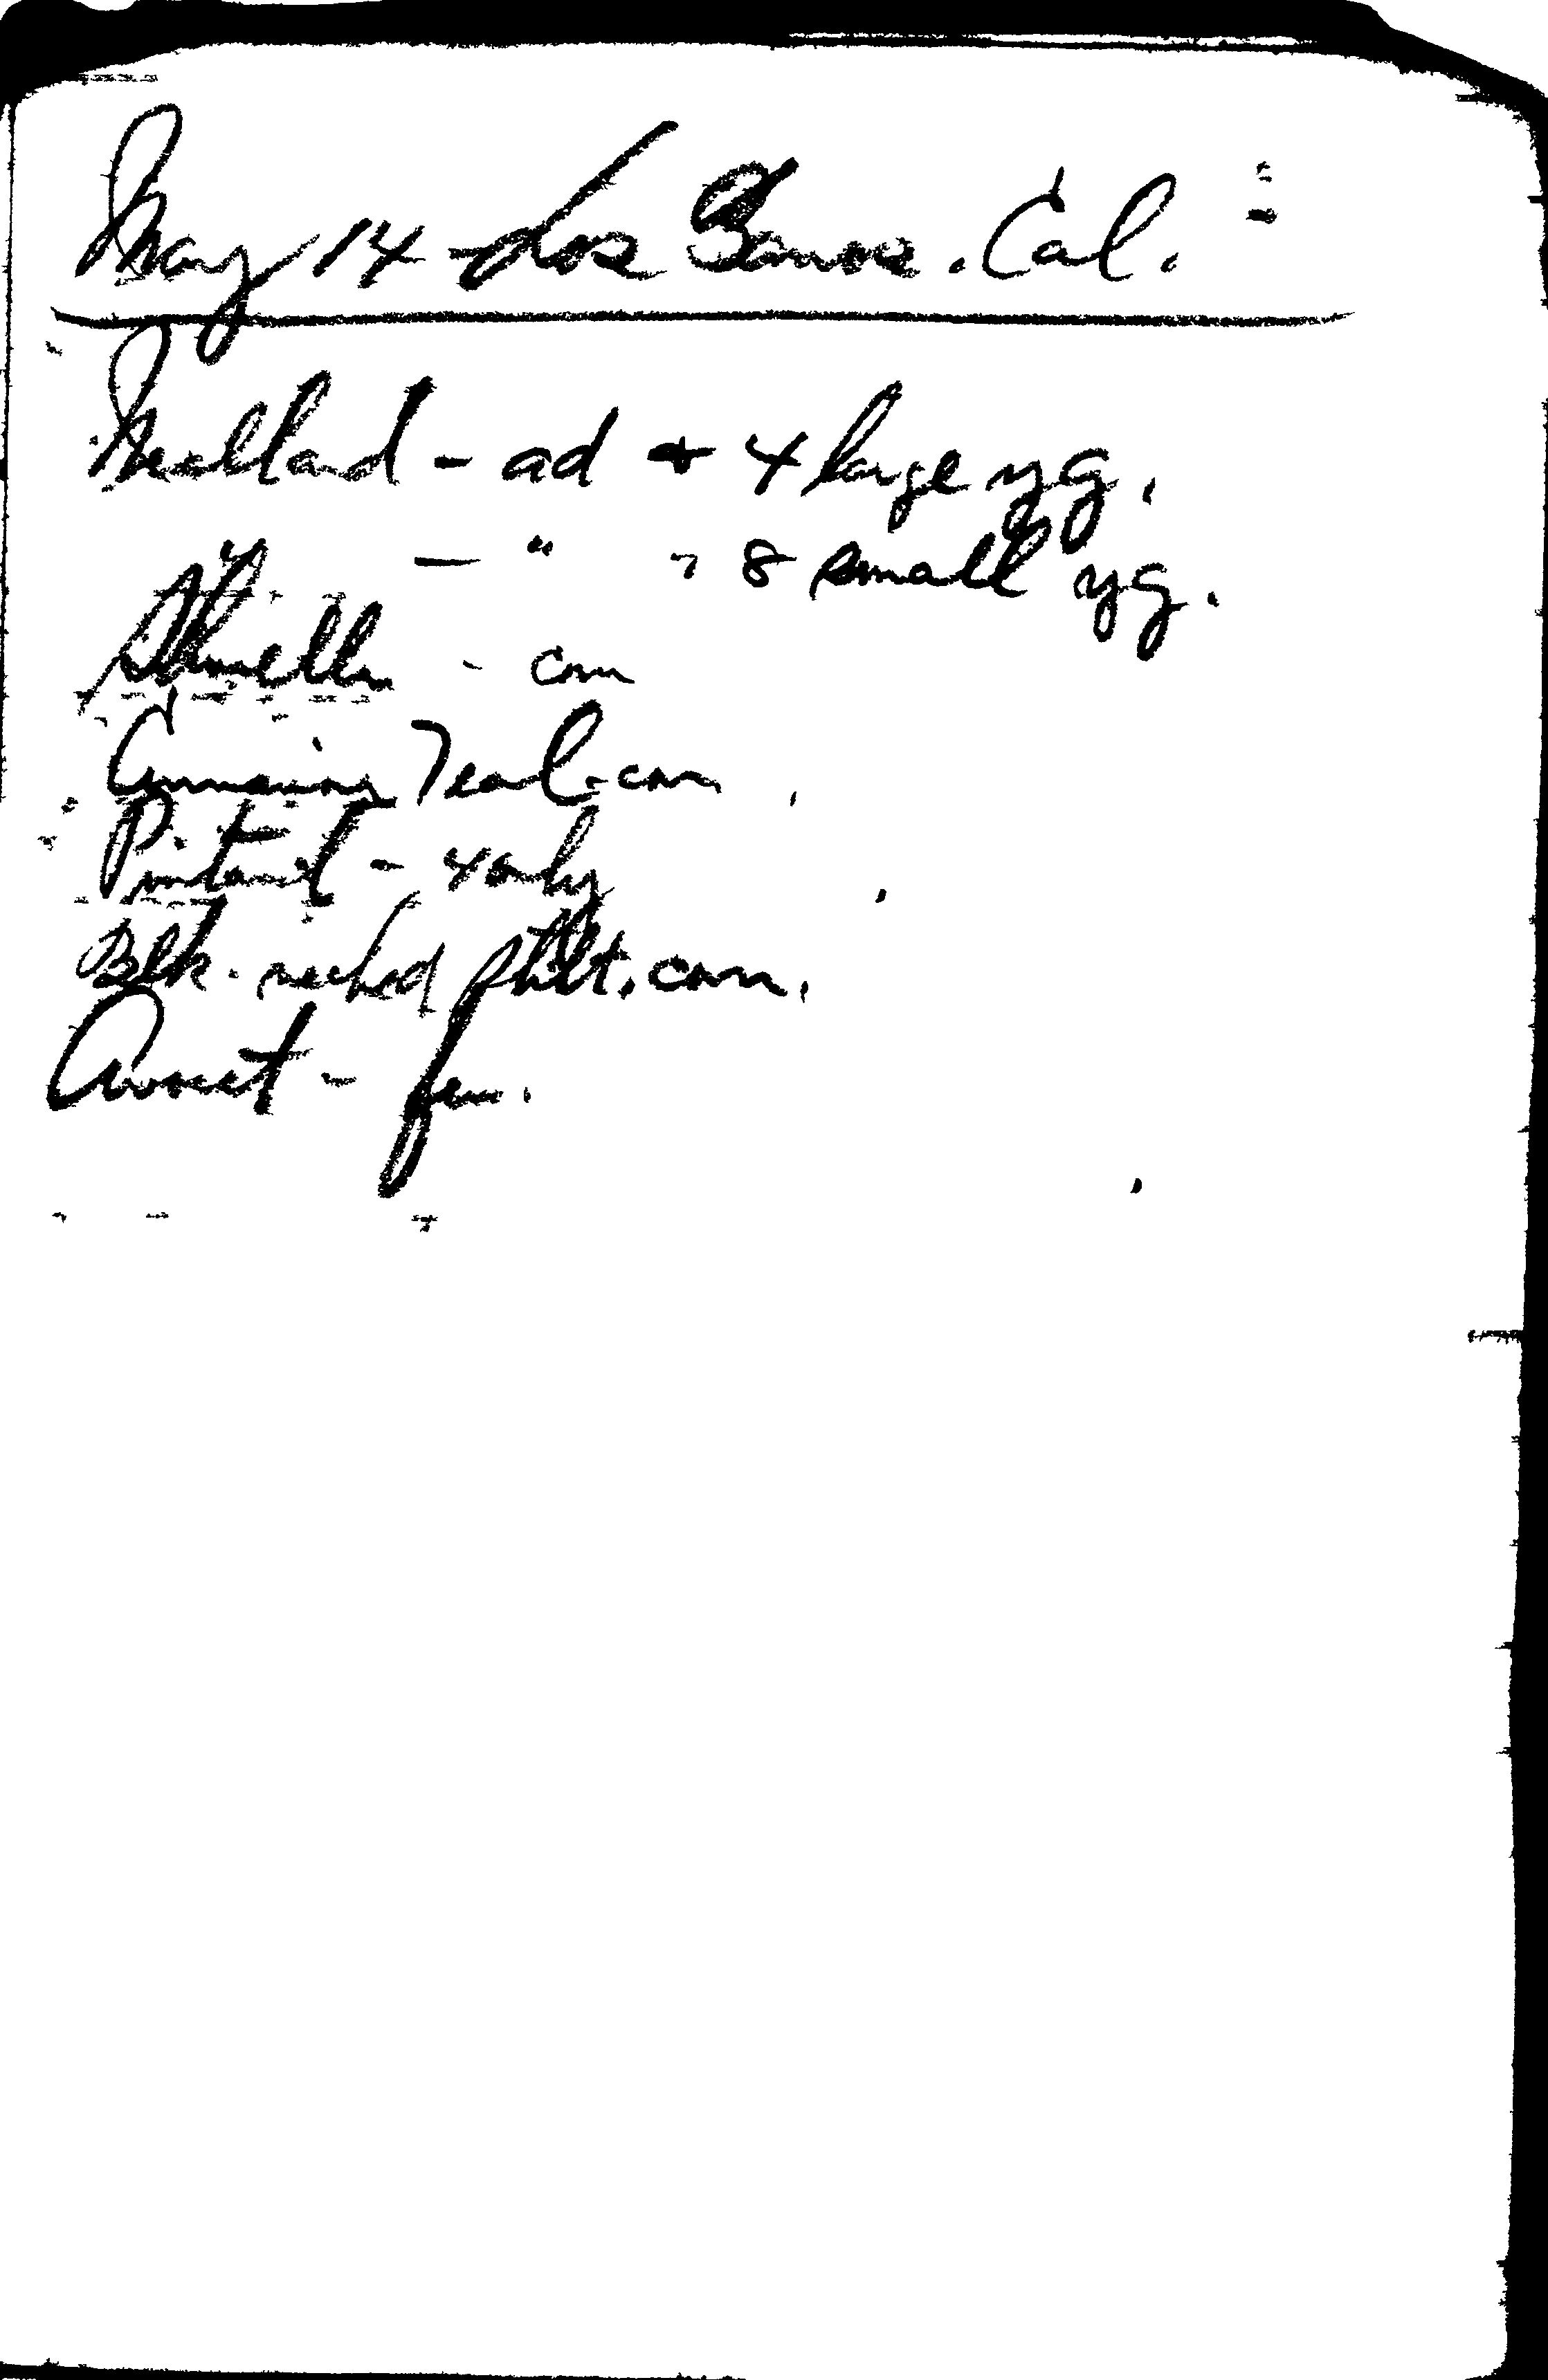 May 14 - Los Banos. Cal.
Mallard - ad + 4 large yg.
" - " " 8 small yg.
Shoveller - com
Cinnamon Teal - com
Pintail - 4 only
Blk. necked stilt. com.
Avocet - few.